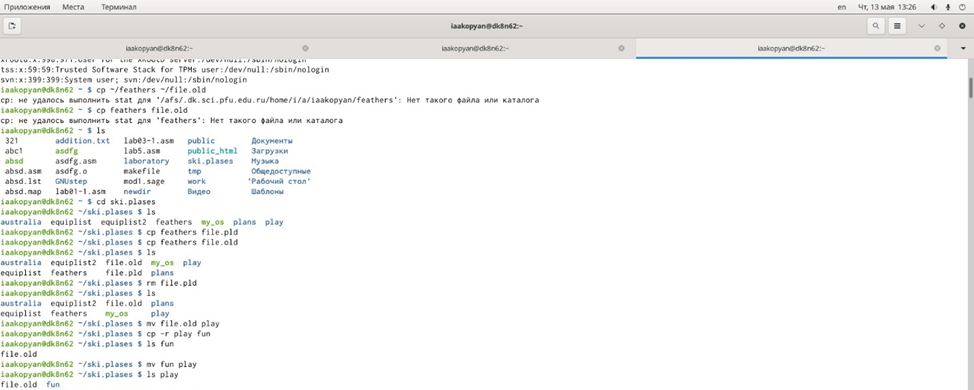 Приложения Места Терминал en Чт, 13 мая 13:26
iaakopyan@dk8n62:~
iaakopyan@dk8n62:~ iaakopyan@dk8n62:~ iaakopyan@dk8n62:~
tss:x:59:59:Trusted Software Stack for TPMs user:/dev/null:/sbin/nologin
svn:x:399:399:System user; svn:/dev/null:/sbin/nologin
iaakopyan@dk8n62 ~ $ cp ~/feathers ~/file.old
cp: не удалось выполнить stat для '/afs/.dk.sci.pfu.edu.ru/home/i/a/iaakopyan/feathers': Нет такого файла или каталога
iaakopyan@dk8n62 ~ $ cp feathers file.old
cp: не удалось выполнить stat для 'feathers': Нет такого файла или каталога
iaakopyan@dk8n62 ~ $ ls
321 addition.txt lab03-1.asm public Документы
abc1 asdfg lab5.asm public_html Загрузки
absd asdfg.asm laboratory ski.plases Музыка
absd.asm asdfg.o makefile tmp Общедоступные
absd.lst GNUstep mod1.sage work 'Рабочий стол'
absd.map lab01-1.asm newdir Видео Шаблоны
iaakopyan@dk8n62 ~ $ cd ski.plases
iaakopyan@dk8n62 ~/ski.plases $ ls
australia equiplist equiplist2 feathers my_os plans play
iaakopyan@dk8n62 ~/ski.plases $ cp feathers file.pld
iaakopyan@dk8n62 ~/ski.plases $ cp feathers file.old
iaakopyan@dk8n62 ~/ski.plases $ ls
australia equiplist2 file.old my_os play
equiplist feathers file.pld plans
iaakopyan@dk8n62 ~/ski.plases $ rm file.pld
iaakopyan@dk8n62 ~/ski.plases $ ls
australia equiplist2 file.old plans
equiplist feathers my_os play
iaakopyan@dk8n62 ~/ski.plases $ mv file.old play
iaakopyan@dk8n62 ~/ski.plases $ cp -r play fun
iaakopyan@dk8n62 ~/ski.plases $ ls fun
file.old
iaakopyan@dk8n62 ~/ski.plases $ mv fun play
iaakopyan@dk8n62 ~/ski.plases $ ls play
file.old fun